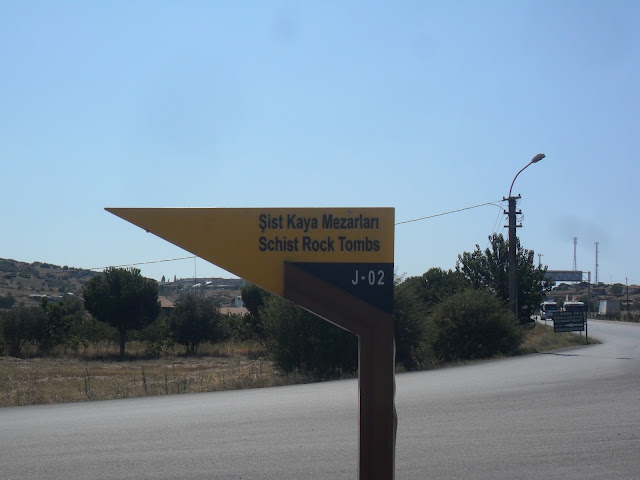 Şist Kaya Mezarları
Schist Rock Tombs
J-02